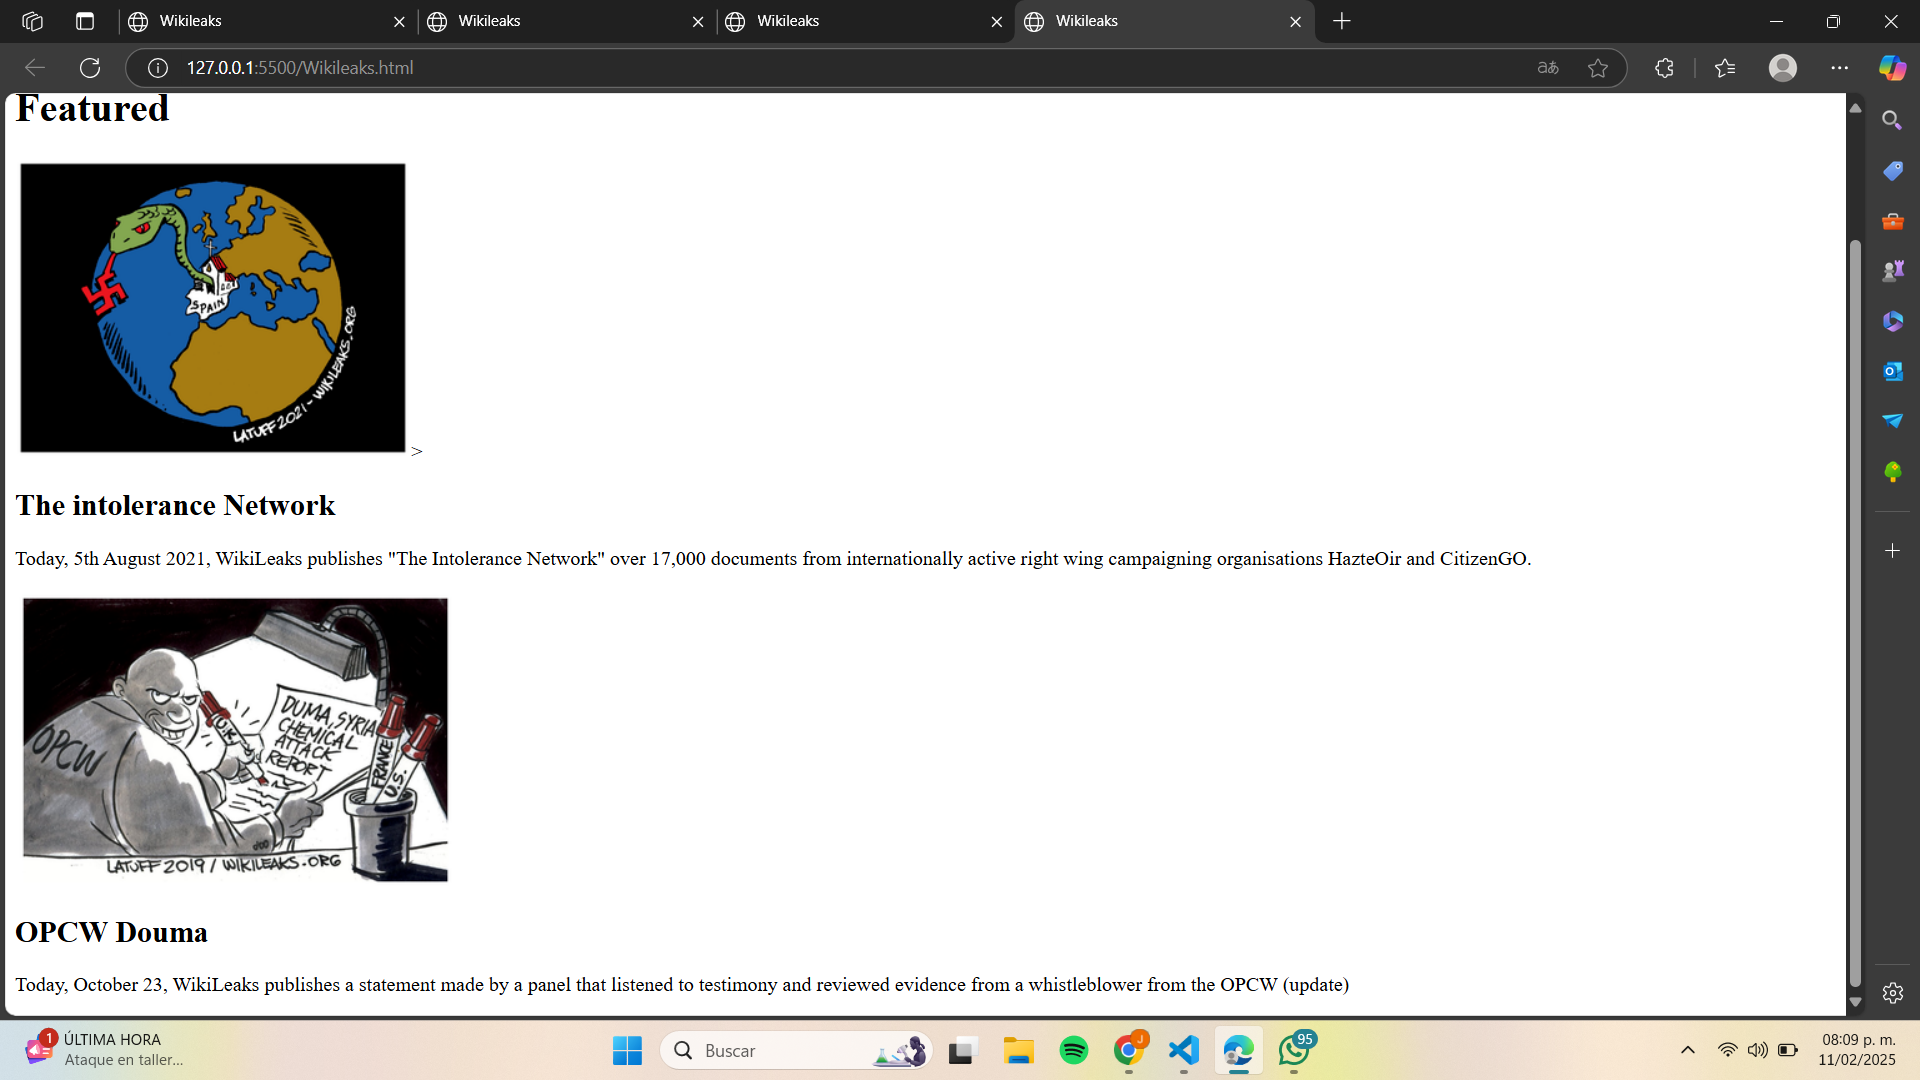 Wikileaks
Wikileaks
Wikileaks
Wikileaks
127.0.0.1:5500/Wikileaks.html
Featured
SPAIN
LATUFF 2021 - WIKILEAKS.ORG
>
The intolerance Network
Today, 5th August 2021, WikiLeaks publishes "The Intolerance Network" over 17,000 documents from internationally active right wing campaigning organisations HazteOir and CitizenGO.
OPCW
U.K.
DUMA, SYRIA
CHEMICAL
ATTACK
REPORT
FRANCE
U.S.
LATUFF 2019 / WIKILEAKS.ORG
OPCW Douma
Today, October 23, WikiLeaks publishes a statement made by a panel that listened to testimony and reviewed evidence from a whistleblower from the OPCW (update)
1
ÚLTIMA HORA
Ataque en taller...
Buscar
J
95
08:09 p. m.
11/02/2025